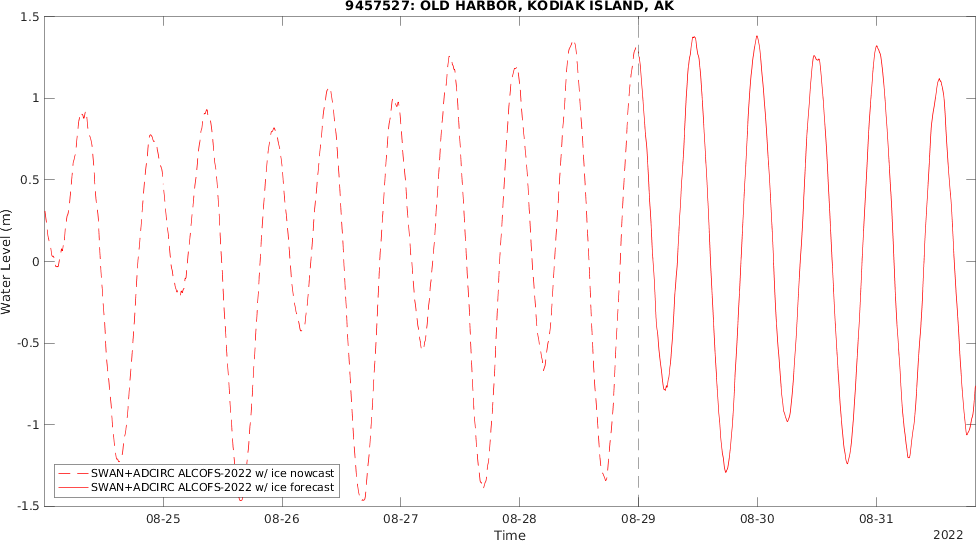 9457527: OLD HARBOR, KODIAK ISLAND, AK
1.5
1
0.5
0
-0.5
-1
-1.5
Water Level (m)
SWAN+ADCIRC ALCOFS-2022 w/ ice nowcast
SWAN+ADCIRC ALCOFS-2022 w/ ice forecast
08-25 08-26 08-27 08-28 08-29 08-30 08-31
Time
2022